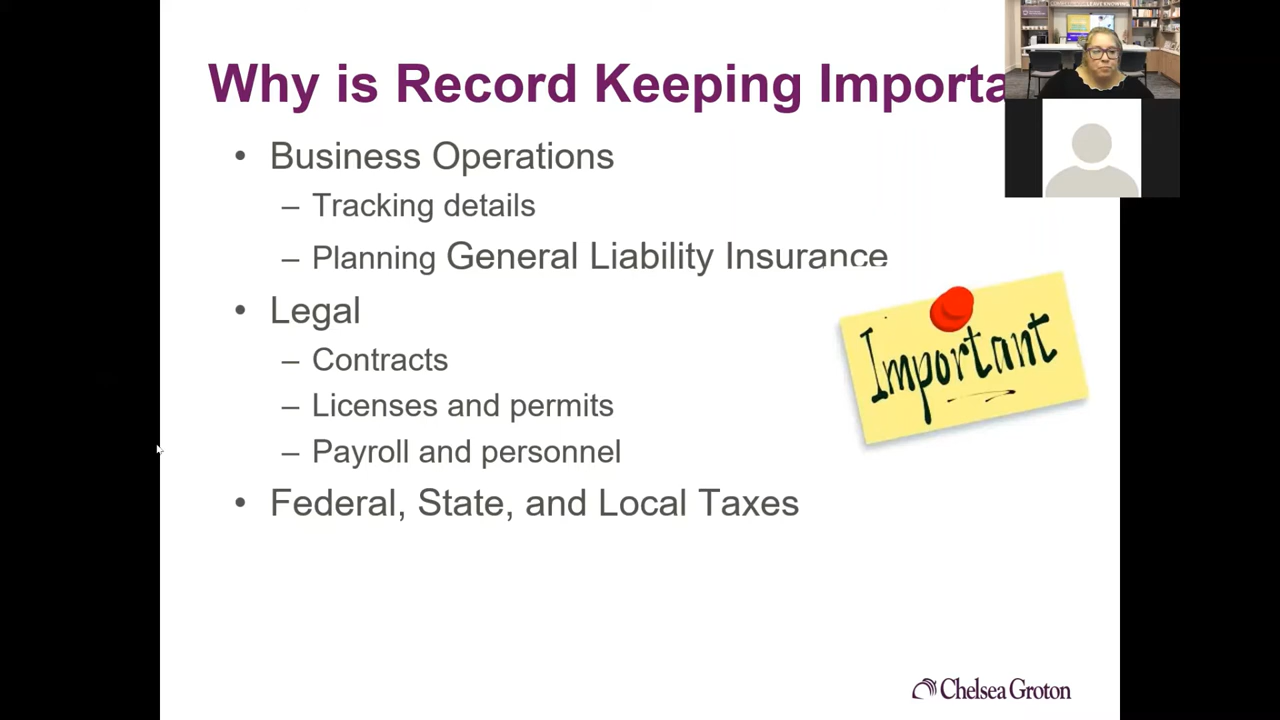 Why is Record Keeping Importa
• Business Operations
– Tracking details
– Planning General Liability Insurance
• Legal
– Contracts
– Licenses and permits
– Payroll and personnel
• Federal, State, and Local Taxes
Important
Chelsea Groton